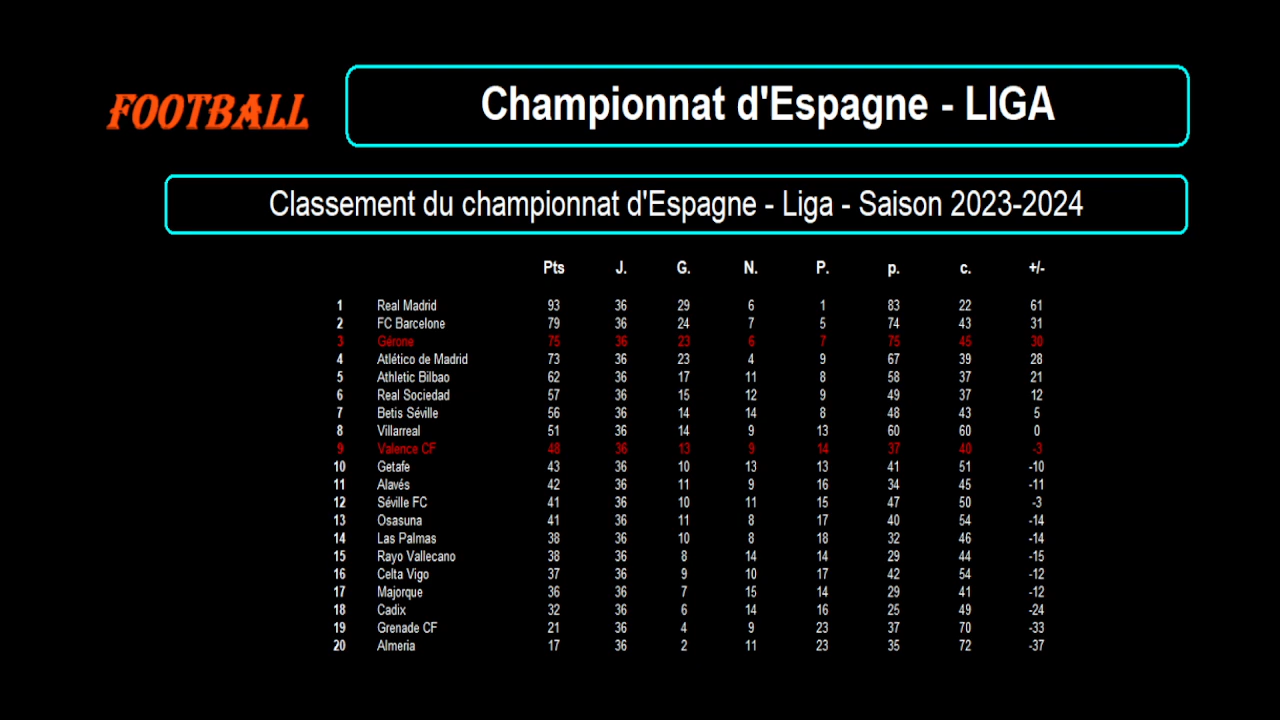 FOOTBALL
Championnat d'Espagne - LIGA
Classement du championnat d'Espagne - Liga - Saison 2023-2024
Pts J. G. N. P. p. c. +/-
1 Real Madrid 93 36 29 6 1 83 22 61
2 FC Barcelone 79 36 24 7 5 74 43 31
3 Gérone 75 36 23 6 7 75 45 30
4 Atlético de Madrid 73 36 23 4 9 67 39 28
5 Athletic Bilbao 62 36 17 11 8 58 37 21
6 Real Sociedad 57 36 15 12 9 49 37 12
7 Betis Séville 56 36 14 14 8 48 43 5
8 Villarreal 51 36 14 9 13 60 60 0
9 Valence CF 48 36 13 9 14 37 40 -3
10 Getafe 43 36 10 13 13 41 51 -10
11 Alavés 42 36 11 9 16 34 45 -11
12 Séville FC 41 36 10 11 15 47 50 -3
13 Osasuna 41 36 11 8 17 40 54 -14
14 Las Palmas 38 36 10 8 18 32 46 -14
15 Rayo Vallecano 38 36 8 14 14 29 44 -15
16 Celta Vigo 37 36 9 10 17 42 54 -12
17 Majorque 36 36 7 15 14 29 41 -12
18 Cadix 32 36 6 14 16 25 49 -24
19 Grenade CF 21 36 4 9 23 37 70 -33
20 Almeria 17 36 2 11 23 35 72 -37